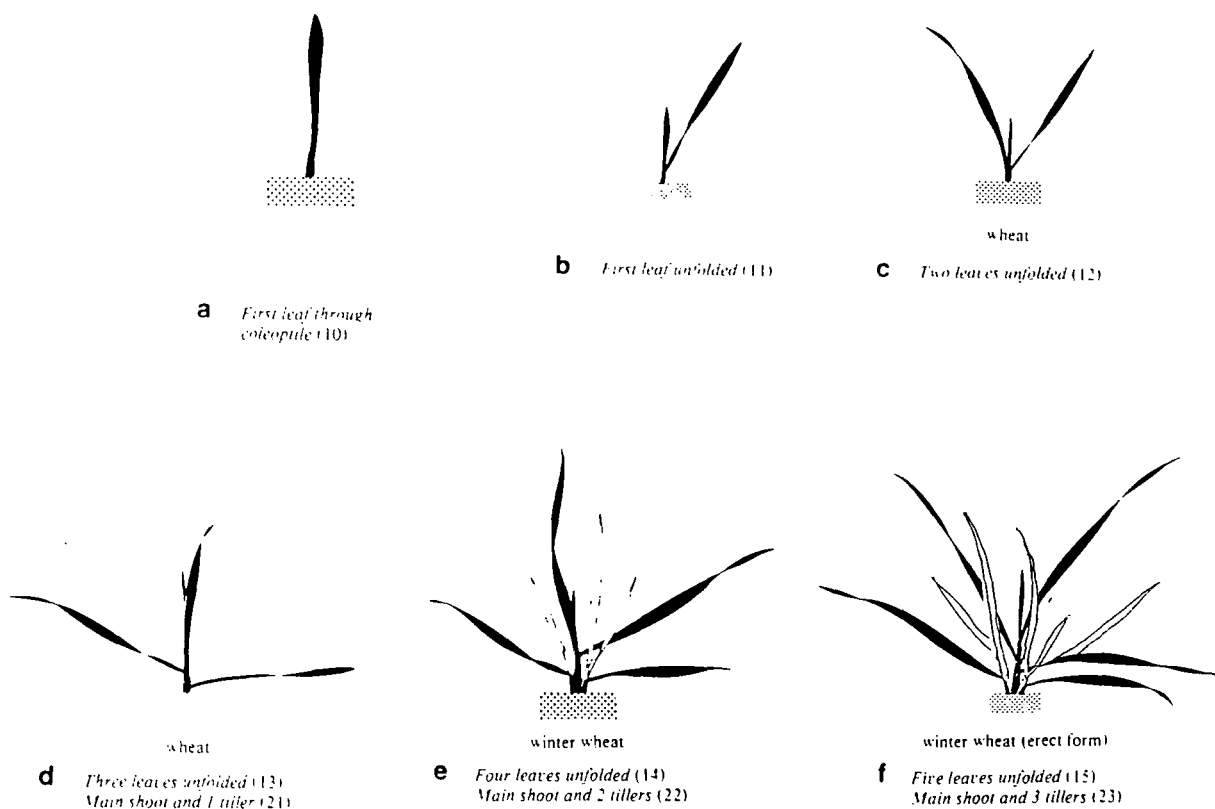 a First leaf through
coleoptile (10)
b First leaf unfolded (11)
wheat
c Two leaves unfolded (12)
wheat
d Three leaves unfolded (13)
Main shoot and 1 tiller (21)
winter wheat
e Four leaves unfolded (14)
Main shoot and 2 tillers (22)
winter wheat (erect form)
f Five leaves unfolded (15)
Main shoot and 3 tillers (23)